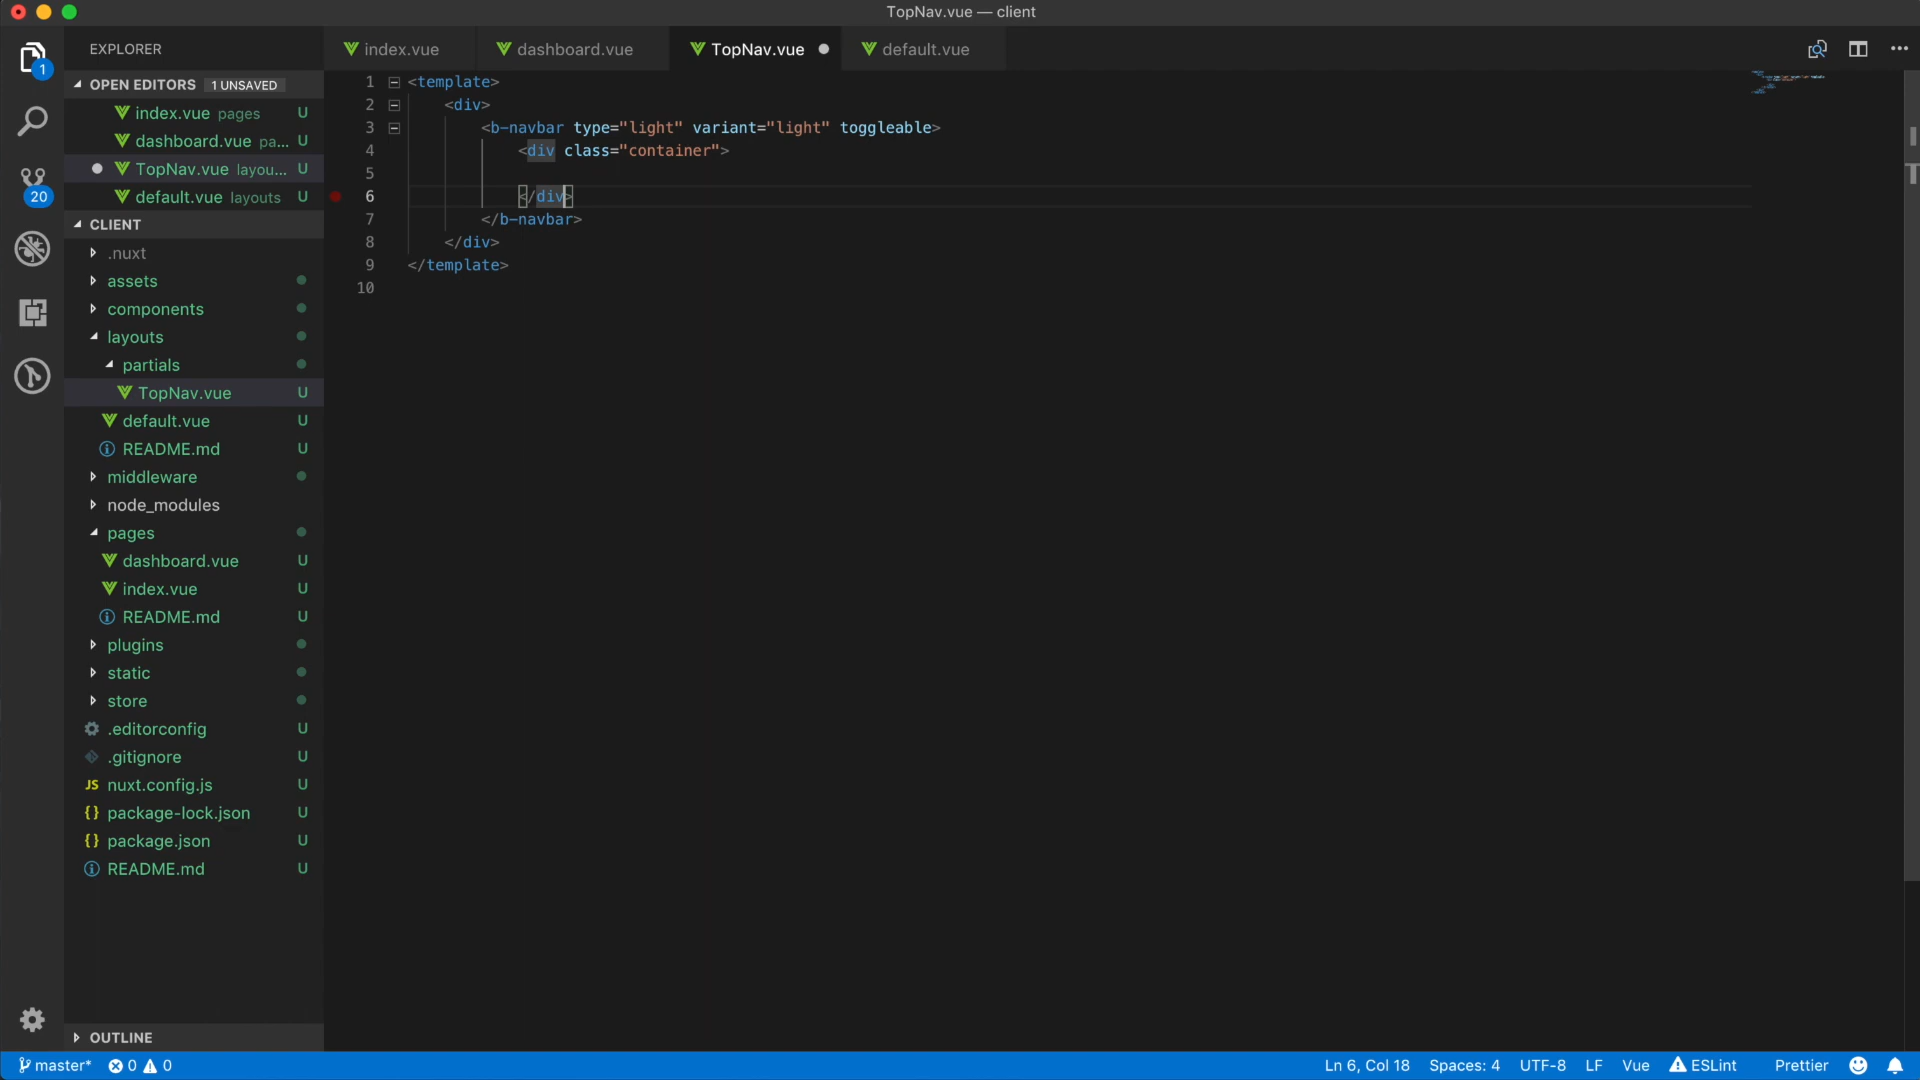 TopNav.vue — client
EXPLORER
index.vue
dashboard.vue
TopNav.vue
default.vue
OPEN EDITORS 1 UNSAVED
index.vue pages U
dashboard.vue pa... U
TopNav.vue layou... U
default.vue layouts U
CLIENT
.nuxt
assets
components
layouts
partials
TopNav.vue U
default.vue U
README.md U
middleware
node_modules
pages
dashboard.vue U
index.vue U
README.md U
plugins
static
store
.editorconfig U
.gitignore U
JS nuxt.config.js U
{} package-lock.json U
{} package.json U
README.md U
OUTLINE
1
20
1 <template>
2 <div>
3 <b-navbar type="light" variant="light" toggleable>
4 <div class="container">
5
6 </div>
7 </b-navbar>
8 </div>
9 </template>
10
master* 0 0
Ln 6, Col 18 Spaces: 4 UTF-8 LF Vue ESLint Prettier